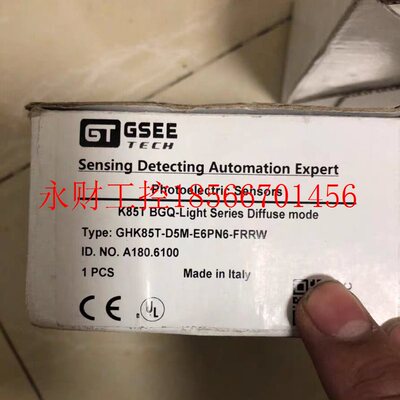 GT GSEE
TECH
Sensing Detecting Automation Expert
Photoelectric Sensors
永财工控18566701456
K85T BGQ-Light Series Diffuse mode
Type: GHK85T-D5M-E6PN6-FRRW
ID. NO. A180.6100
1 PCS Made in Italy
CE c UL